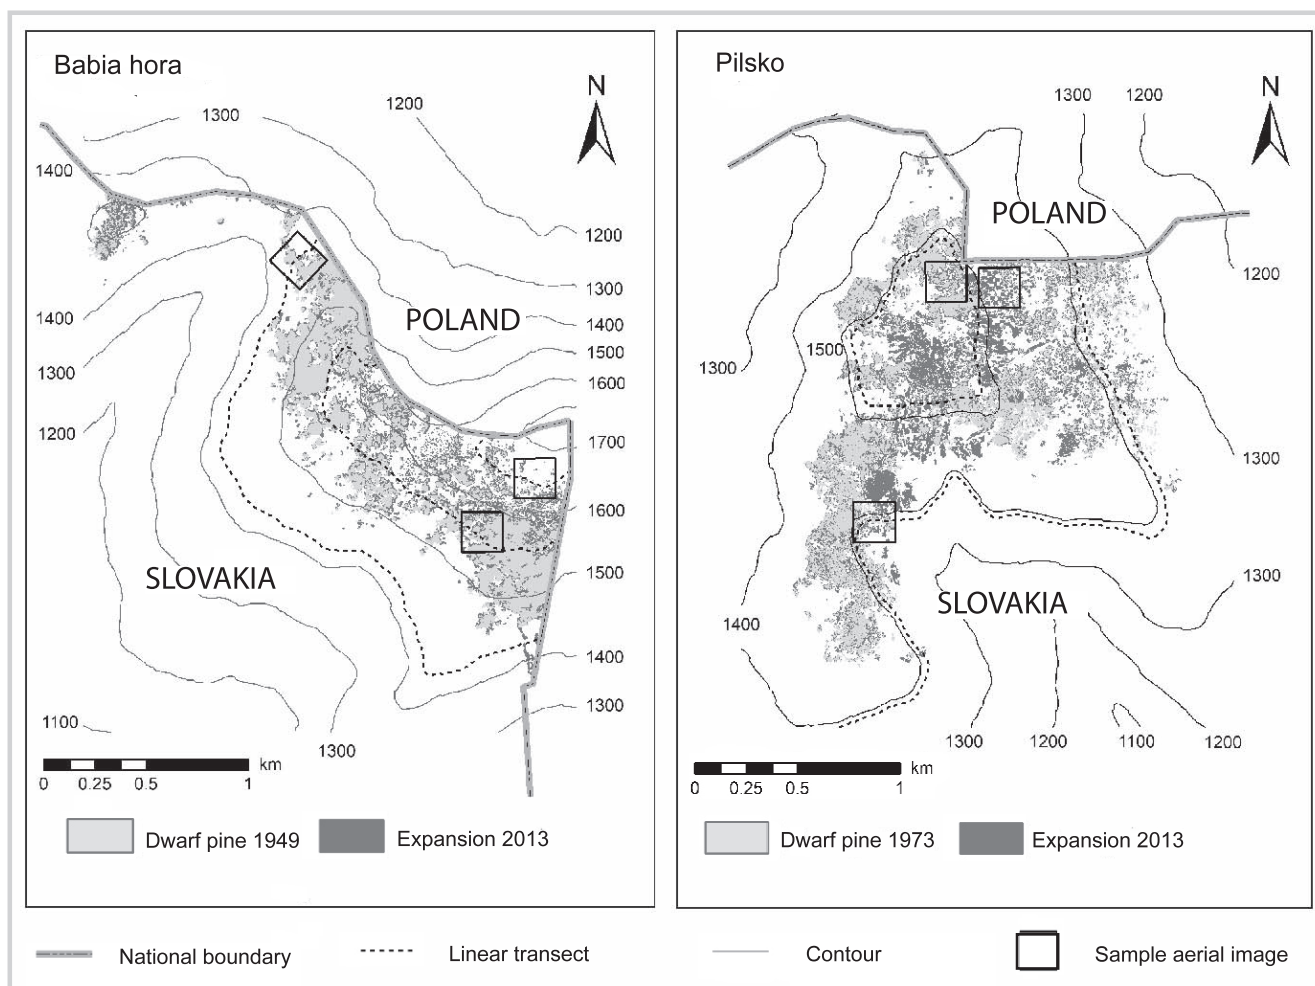 Babia hora
N
1200
1300
1400
1200
1300
1400
POLAND
1400
1500
1300
1600
1200
1700
1600
SLOVAKIA
1500
1400
1300
1100
1300
km
0 0.25 0.5 1
Dwarf pine 1949 Expansion 2013
Pilsko
N
1300 1200
POLAND
1200
1500
1300
1300
1300
SLOVAKIA
1400
1300 1200 1100 1200
km
0 0.25 0.5 1
Dwarf pine 1973 Expansion 2013
National boundary Linear transect Contour Sample aerial image